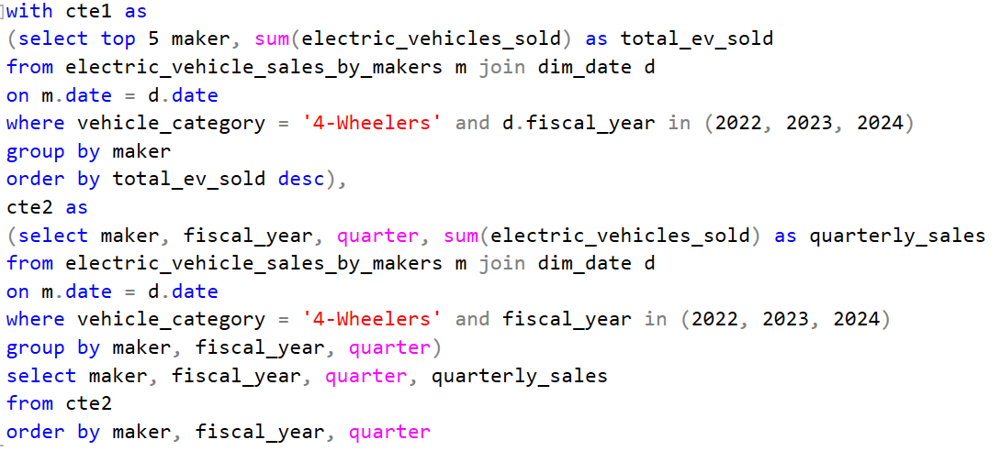 with cte1 as
(select top 5 maker, sum(electric_vehicles_sold) as total_ev_sold
from electric_vehicle_sales_by_makers m join dim_date d
on m.date = d.date
where vehicle_category = '4-Wheelers' and d.fiscal_year in (2022, 2023, 2024)
group by maker
order by total_ev_sold desc),
cte2 as
(select maker, fiscal_year, quarter, sum(electric_vehicles_sold) as quarterly_sales
from electric_vehicle_sales_by_makers m join dim_date d
on m.date = d.date
where vehicle_category = '4-Wheelers' and fiscal_year in (2022, 2023, 2024)
group by maker, fiscal_year, quarter)
select maker, fiscal_year, quarter, quarterly_sales
from cte2
order by maker, fiscal_year, quarter